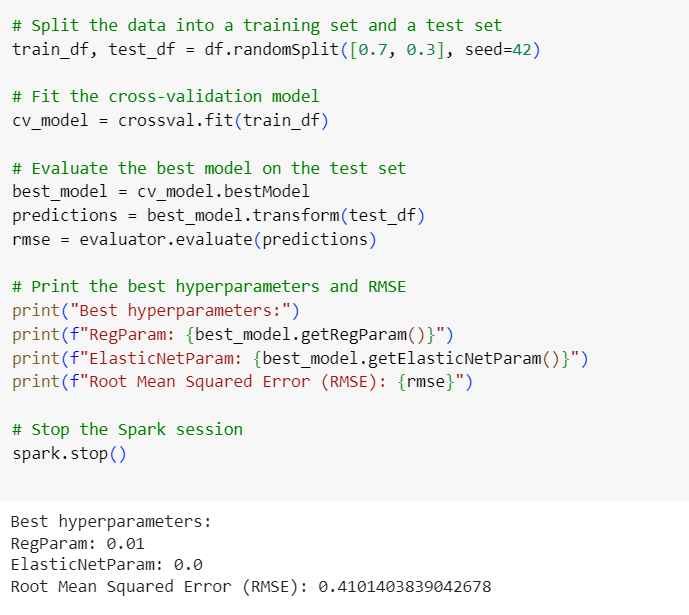 # Split the data into a training set and a test set
train_df, test_df = df.randomSplit([0.7, 0.3], seed=42)
# Fit the cross-validation model
cv_model = crossval.fit(train_df)
# Evaluate the best model on the test set
best_model = cv_model.bestModel
predictions = best_model.transform(test_df)
rmse = evaluator.evaluate(predictions)
# Print the best hyperparameters and RMSE
print("Best hyperparameters:")
print(f"RegParam: {best_model.getRegParam()}")
print(f"ElasticNetParam: {best_model.getElasticNetParam()}")
print(f"Root Mean Squared Error (RMSE): {rmse}")
# Stop the Spark session
spark.stop()
Best hyperparameters:
RegParam: 0.01
ElasticNetParam: 0.0
Root Mean Squared Error (RMSE): 0.4101403839042678